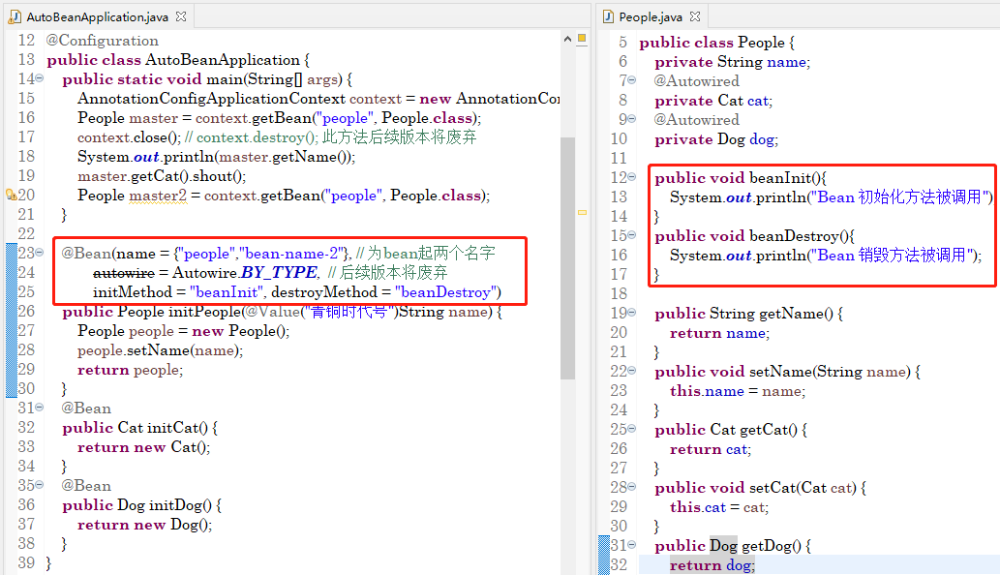 AutoBeanApplication.java
12 @Configuration
13 public class AutoBeanApplication {
14 public static void main(String[] args) {
15 AnnotationConfigApplicationContext context = new AnnotationCon
16 People master = context.getBean("people", People.class);
17 context.close(); // context.destroy(); 此方法后续版本将废弃
18 System.out.println(master.getName());
19 master.getCat().shout();
20 People master2 = context.getBean("people", People.class);
21 }
22
23 @Bean(name = {"people","bean-name-2"}, // 为bean起两个名字
24 autowire = Autowire.BY_TYPE, // 后续版本将废弃
25 initMethod = "beanInit", destroyMethod = "beanDestroy")
26 public People initPeople(@Value("青铜时代号")String name) {
27 People people = new People();
28 people.setName(name);
29 return people;
30 }
31 @Bean
32 public Cat initCat() {
33 return new Cat();
34 }
35 @Bean
36 public Dog initDog() {
37 return new Dog();
38 }
39 }
People.java
5 public class People {
6 private String name;
7 @Autowired
8 private Cat cat;
9 @Autowired
10 private Dog dog;
11
12 public void beanInit(){
13 System.out.println("Bean 初始化方法被调用")
14 }
15 public void beanDestroy(){
16 System.out.println("Bean 销毁方法被调用");
17 }
18
19 public String getName() {
20 return name;
21 }
22 public void setName(String name) {
23 this.name = name;
24 }
25 public Cat getCat() {
26 return cat;
27 }
28 public void setCat(Cat cat) {
29 this.cat = cat;
30 }
31 public Dog getDog() {
32 return dog;